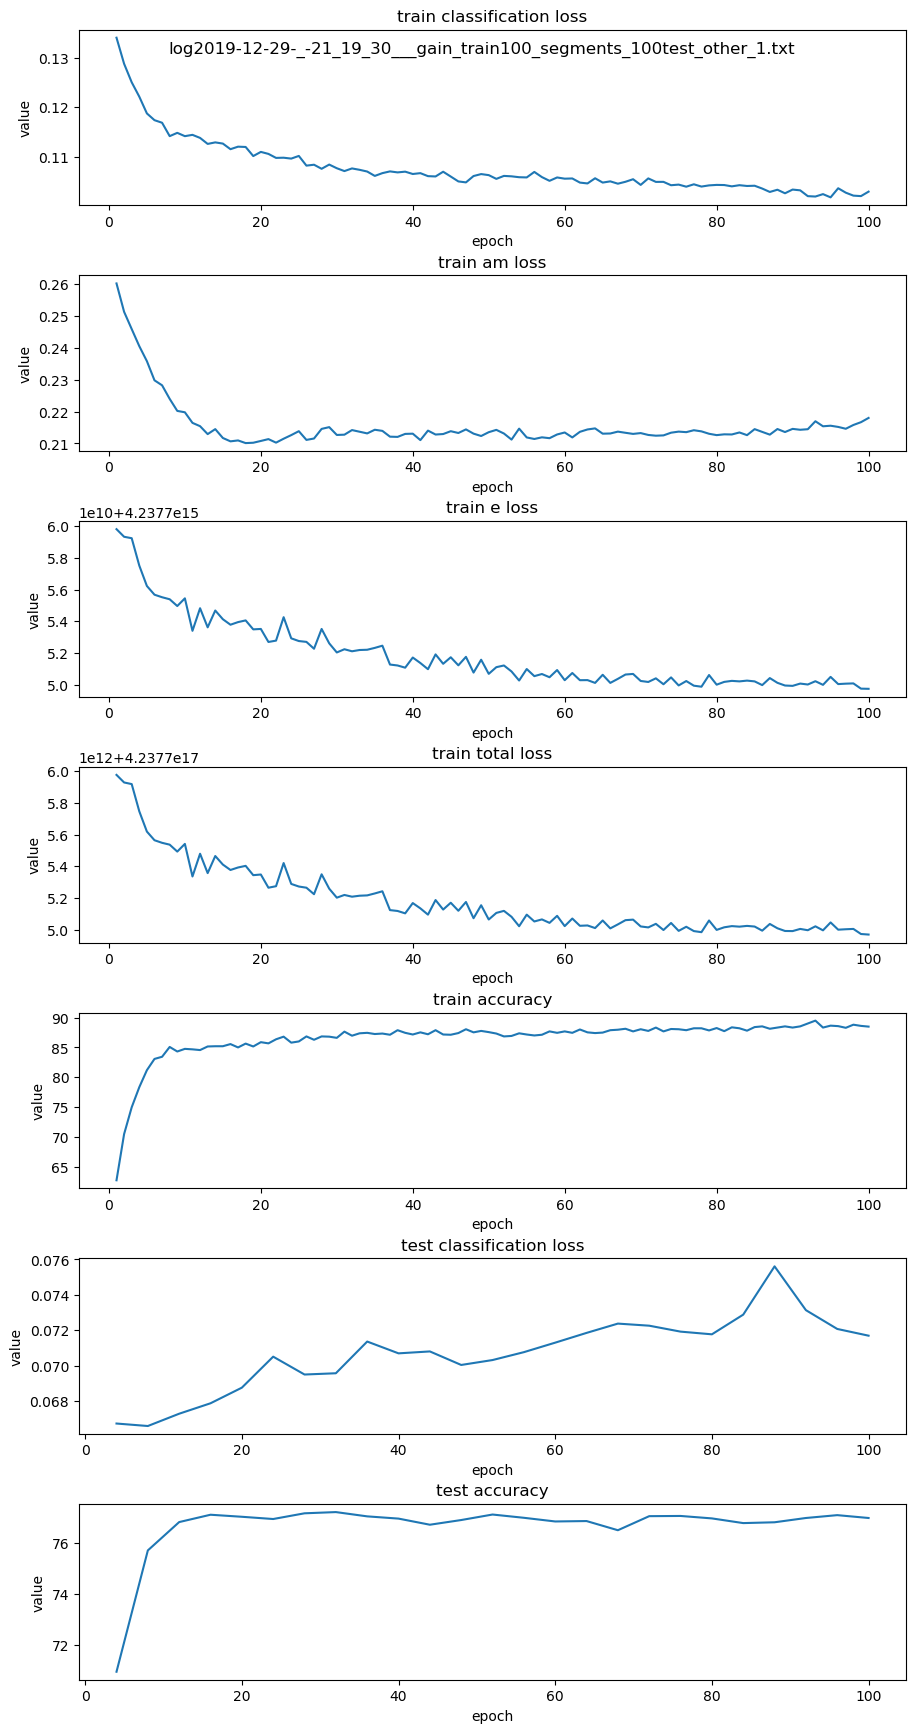 train classification loss
log2019-12-29-_-21_19_30___gain_train100_segments_100test_other_1.txt
0.13
0.12
0.11
value
0 20 40 60 80 100
epoch
train am loss
0.26
0.25
0.24
0.23
0.22
0.21
value
0 20 40 60 80 100
epoch
train e loss
1e10+4.2377e15
6.0
5.8
5.6
5.4
5.2
5.0
value
0 20 40 60 80 100
epoch
train total loss
1e12+4.2377e17
6.0
5.8
5.6
5.4
5.2
5.0
value
0 20 40 60 80 100
epoch
train accuracy
90
85
80
75
70
65
value
0 20 40 60 80 100
epoch
test classification loss
0.076
0.074
0.072
0.070
0.068
value
0 20 40 60 80 100
epoch
test accuracy
76
74
72
value
0 20 40 60 80 100
epoch